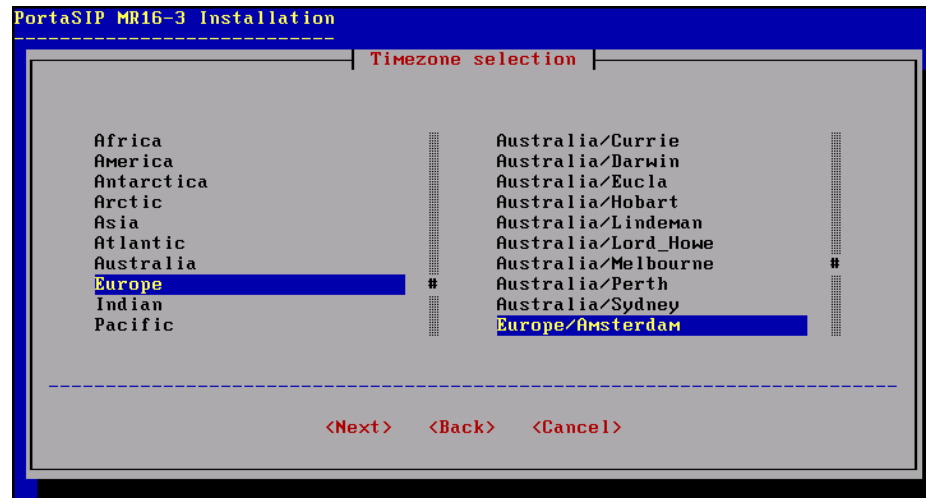 PortaSIP MR16-3 Installation
------------------------------
Timezone selection
Africa
America
Antarctica
Arctic
Asia
Atlantic
Australia
Europe #
Indian
Pacific
Australia/Currie
Australia/Darwin
Australia/Eucla
Australia/Hobart
Australia/Lindeman
Australia/Lord_Howe
Australia/Melbourne #
Australia/Perth
Australia/Sydney
Europe/Amsterdam
<Next> <Back> <Cancel>